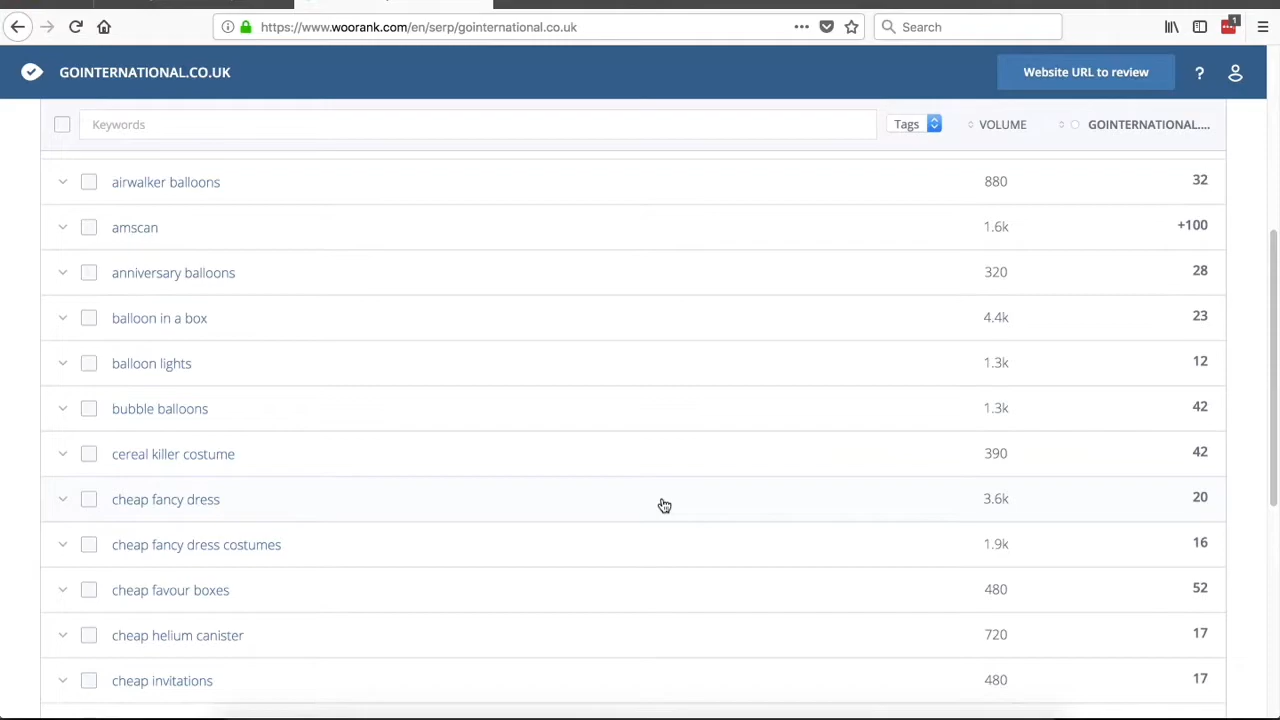 https://www.woorank.com/en/serp/gointernational.co.uk
Search
1
GOINTERNATIONAL.CO.UK
Website URL to review
?
Keywords
Tags
VOLUME
GOINTERNATIONAL....
airwalker balloons 880 32
amscan 1.6k +100
anniversary balloons 320 28
balloon in a box 4.4k 23
balloon lights 1.3k 12
bubble balloons 1.3k 42
cereal killer costume 390 42
cheap fancy dress 3.6k 20
cheap fancy dress costumes 1.9k 16
cheap favour boxes 480 52
cheap helium canister 720 17
cheap invitations 480 17